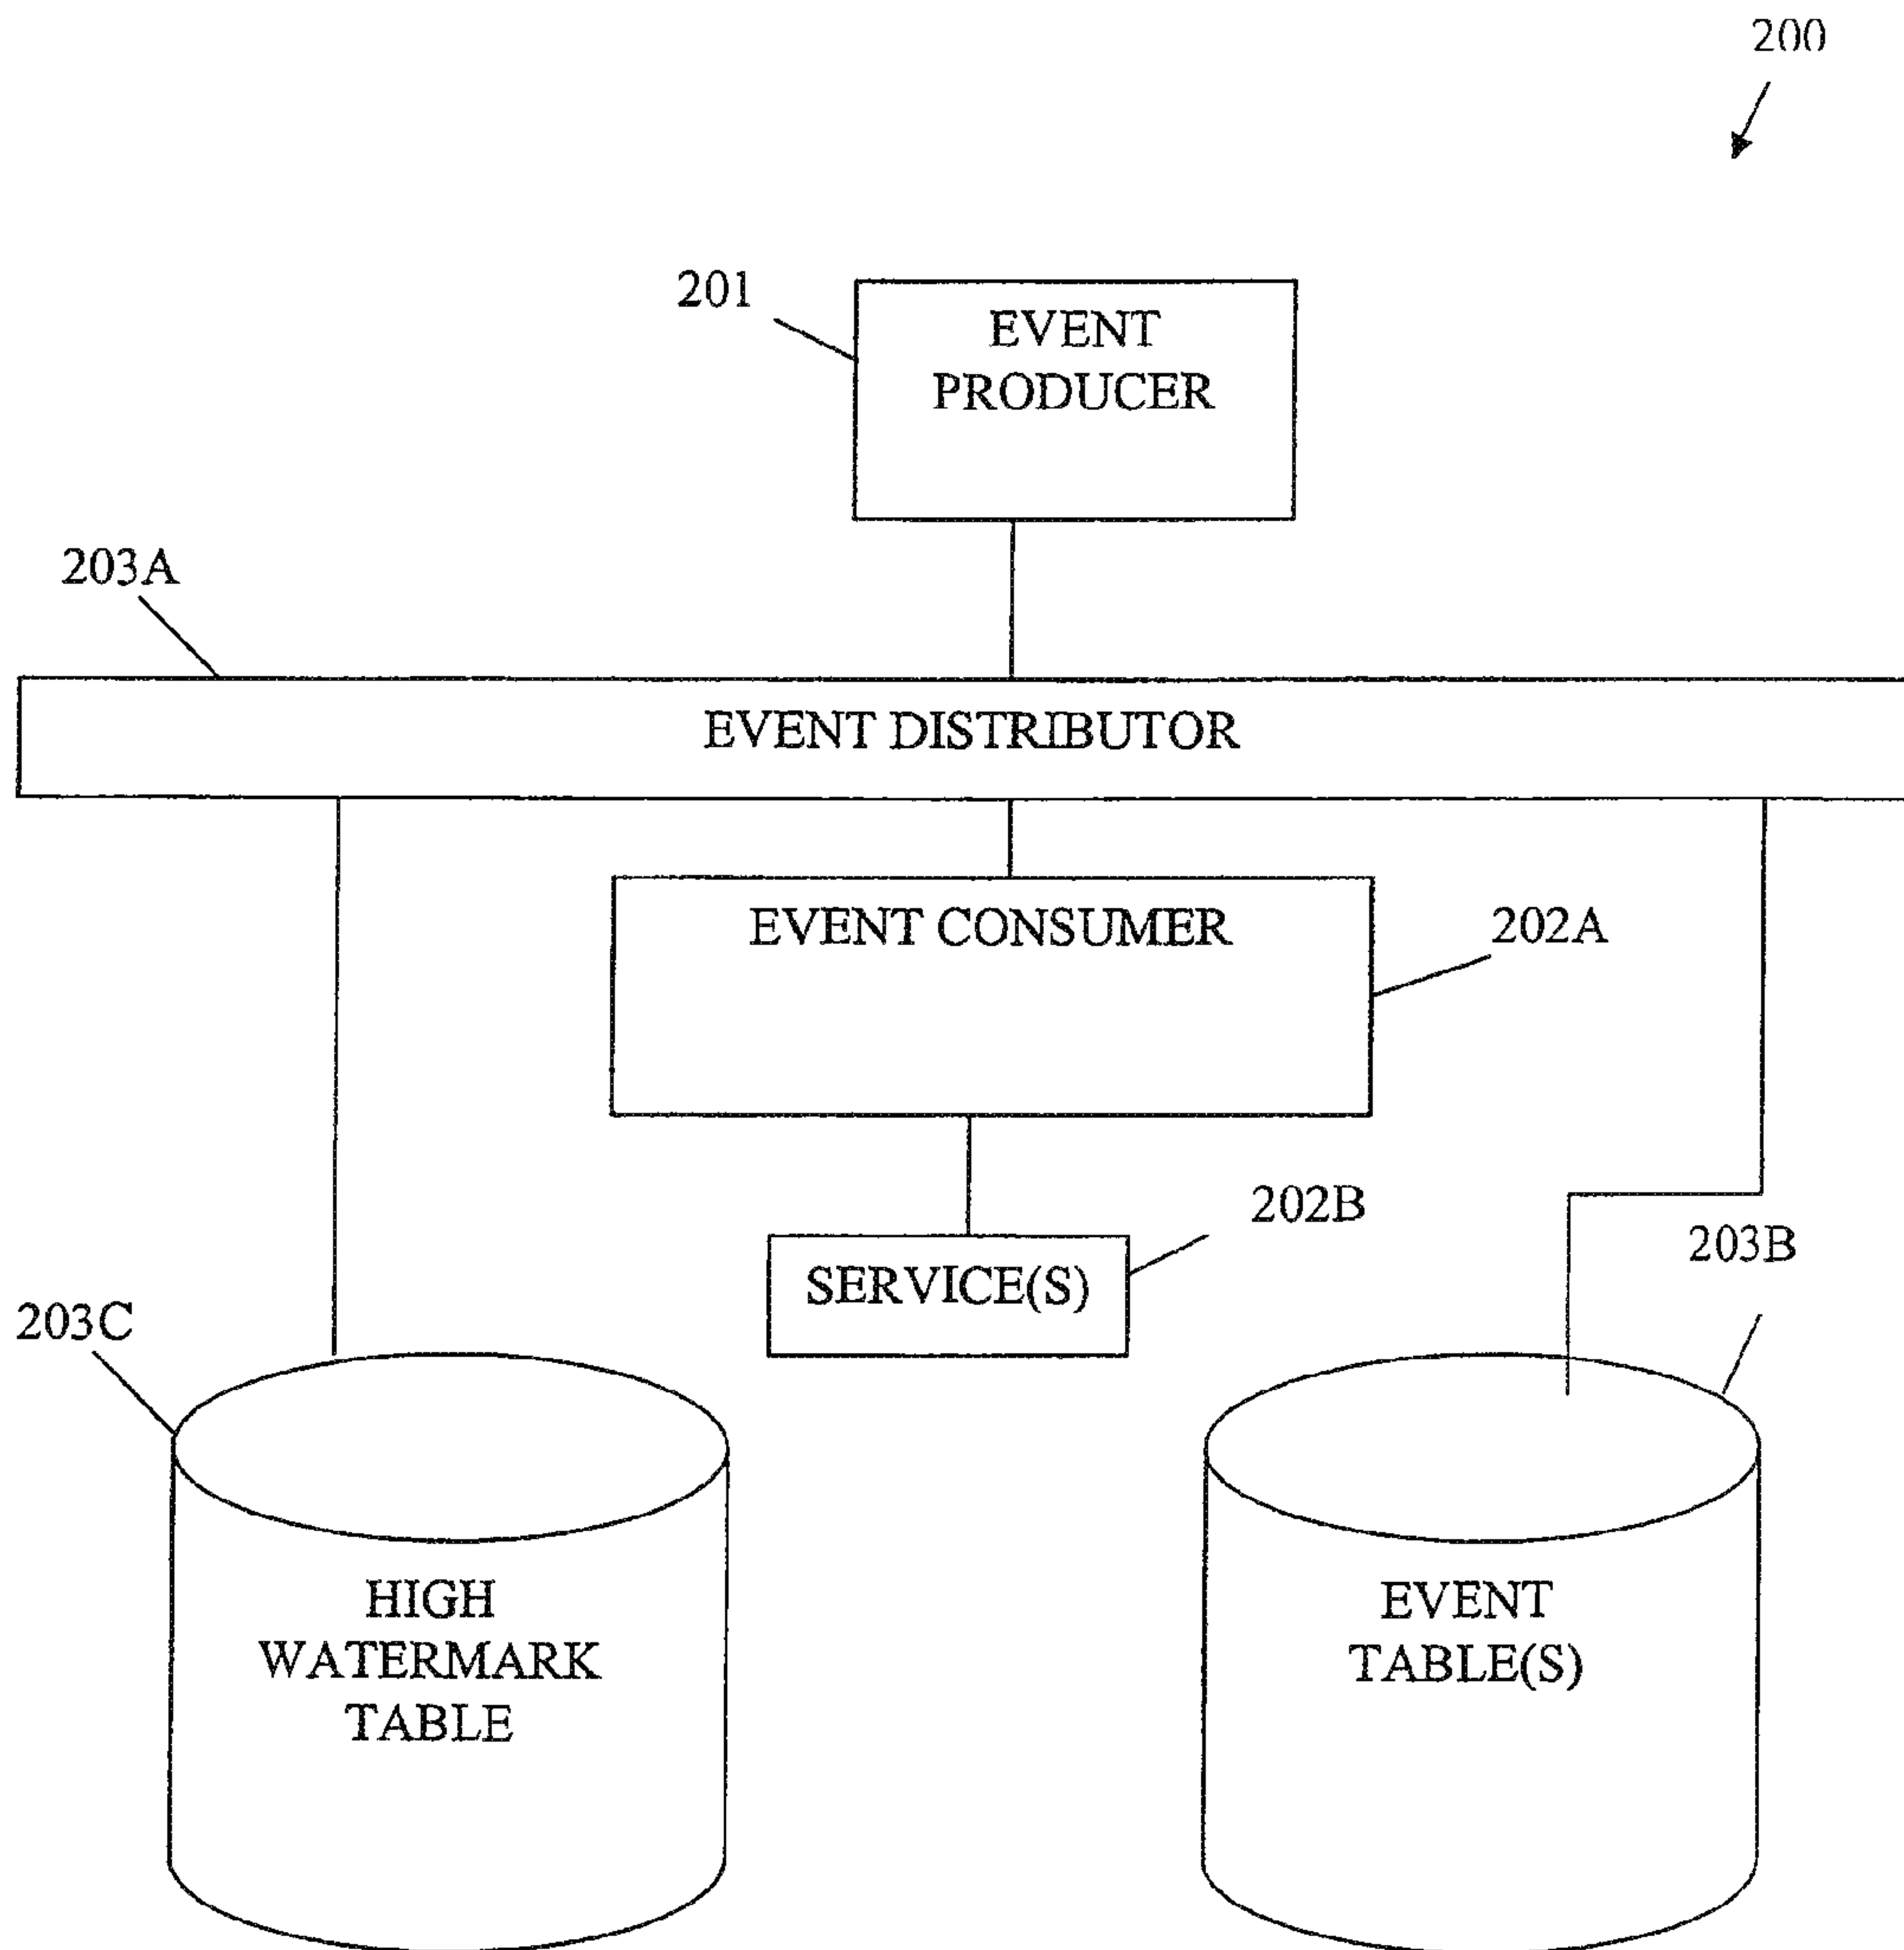 200
201
EVENT
PRODUCER
203A
EVENT DISTRIBUTOR
EVENT CONSUMER
202A
202B
SERVICE(S)
203B
203C
HIGH
WATERMARK
TABLE
EVENT
TABLE(S)